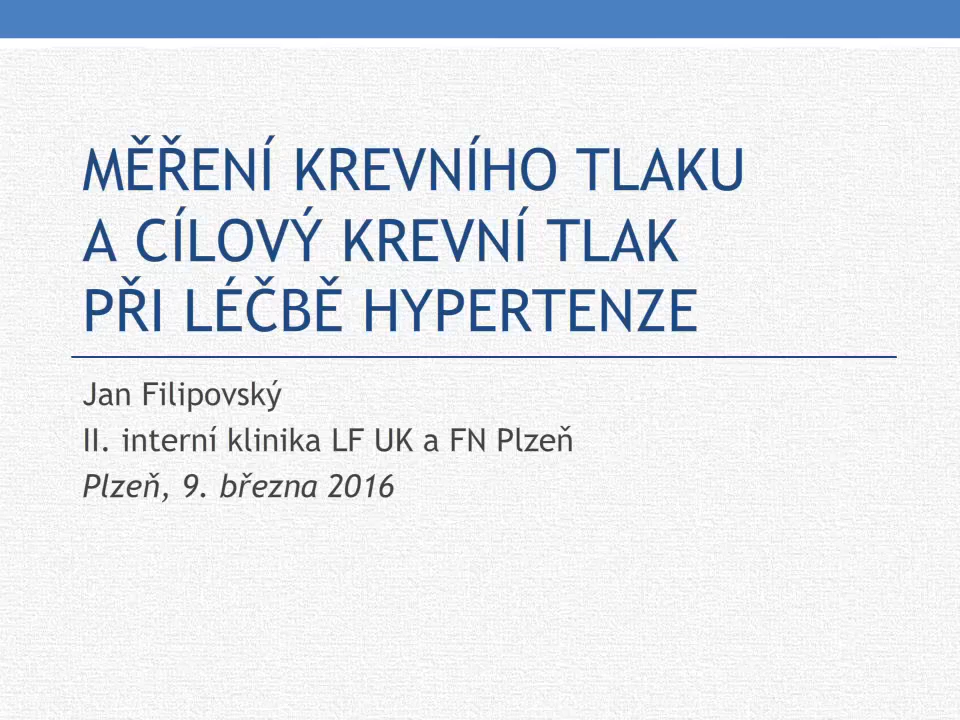 MĚŘENÍ KREVNÍHO TLAKU
A CÍLOVÝ KREVNÍ TLAK
PŘI LÉČBĚ HYPERTENZE
Jan Filipovský
II. interní klinika LF UK a FN Plzeň
Plzeň, 9. března 2016